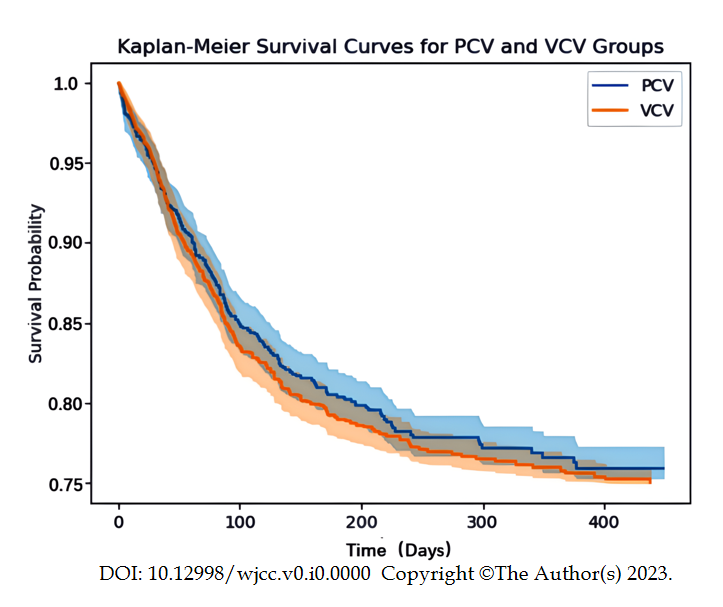 Kaplan-Meier Survival Curves for PCV and VCV Groups
PCV
VCV
1.0
0.95
0.90
0.85
0.80
0.75
Survival Probability
0 100 200 300 400
Time (Days)
DOI: 10.12998/wjcc.v0.i0.0000 Copyright ©The Author(s) 2023.